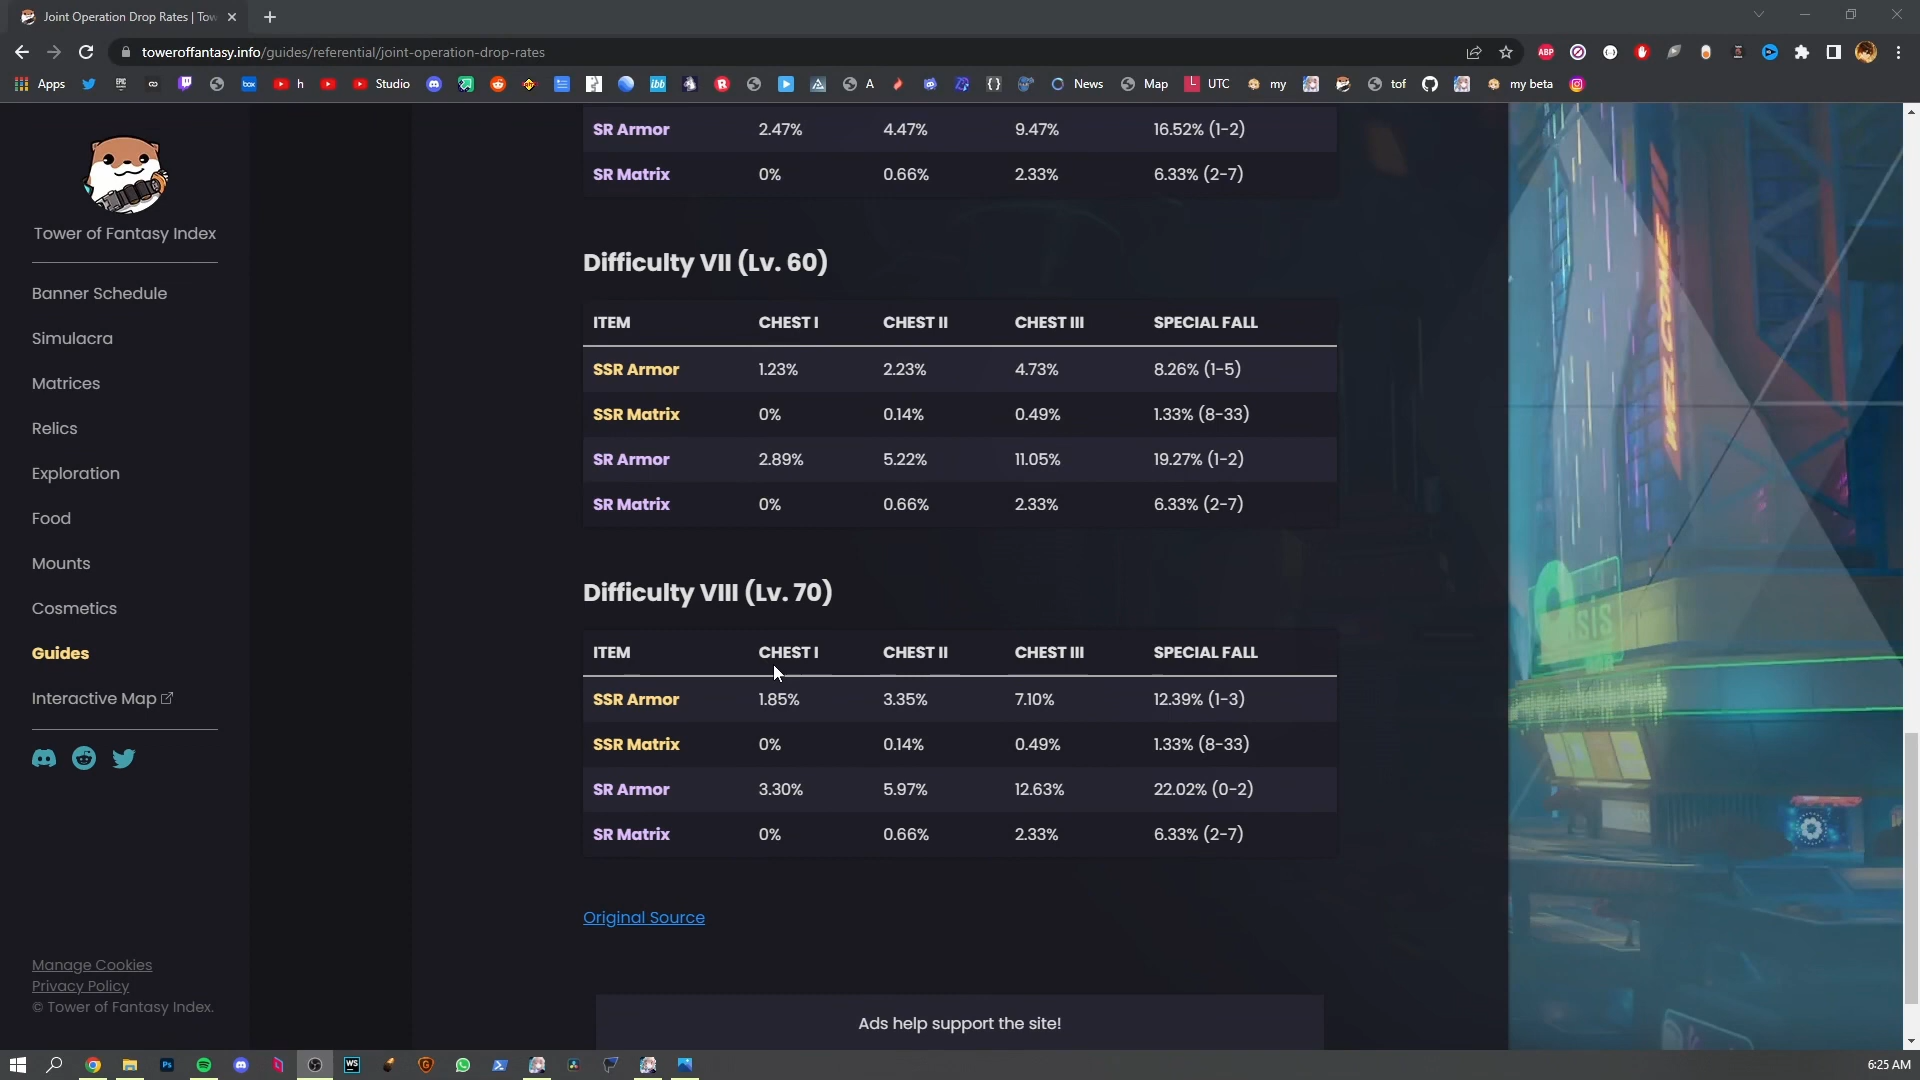 Joint Operation Drop Rates | Tow
toweroffantasy.info/guides/referential/joint-operation-drop-rates
ABP
Apps
EPIC
box
h
Studio
ibb
A
News
Map
L
UTC
my
tof
my beta
Tower of Fantasy Index
Banner Schedule
Simulacra
Matrices
Relics
Exploration
Food
Mounts
Cosmetics
Guides
Interactive Map
Manage Cookies
Privacy Policy
© Tower of Fantasy Index.
SR Armor 2.47% 4.47% 9.47% 16.52% (1-2)
SR Matrix 0% 0.66% 2.33% 6.33% (2-7)
Difficulty VII (Lv. 60)
ITEM CHEST I CHEST II CHEST III SPECIAL FALL
SSR Armor 1.23% 2.23% 4.73% 8.26% (1-5)
SSR Matrix 0% 0.14% 0.49% 1.33% (8-33)
SR Armor 2.89% 5.22% 11.05% 19.27% (1-2)
SR Matrix 0% 0.66% 2.33% 6.33% (2-7)
Difficulty VIII (Lv. 70)
ITEM CHEST I CHEST II CHEST III SPECIAL FALL
SSR Armor 1.85% 3.35% 7.10% 12.39% (1-3)
SSR Matrix 0% 0.14% 0.49% 1.33% (8-33)
SR Armor 3.30% 5.97% 12.63% 22.02% (0-2)
SR Matrix 0% 0.66% 2.33% 6.33% (2-7)
Original Source
Ads help support the site!
WELCOME
Ps
WS
6:25 AM